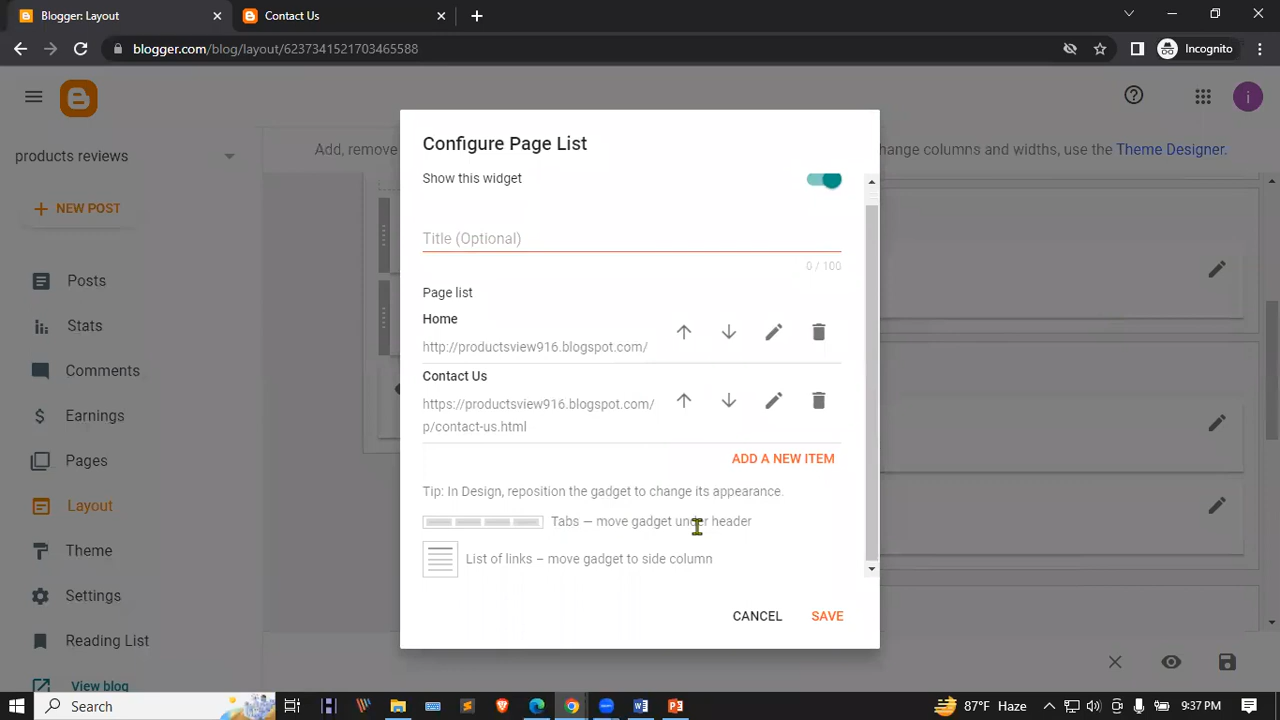 Blogger: Layout
Contact Us
blogger.com/blog/layout/6237341521703465588
Incognito
products reviews
NEW POST
Posts
Stats
Comments
Earnings
Pages
Layout
Theme
Settings
Reading List
View blog
Add, remove
hange columns and widths, use the Theme Designer.
Configure Page List
Show this widget
Title (Optional)
0 / 100
Page list
Home
http://productsview916.blogspot.com/
Contact Us
https://productsview916.blogspot.com/
p/contact-us.html
ADD A NEW ITEM
Tip: In Design, reposition the gadget to change its appearance.
Tabs — move gadget under header
List of links – move gadget to side column
CANCEL
SAVE
i
Search
87°F Haze
9:37 PM